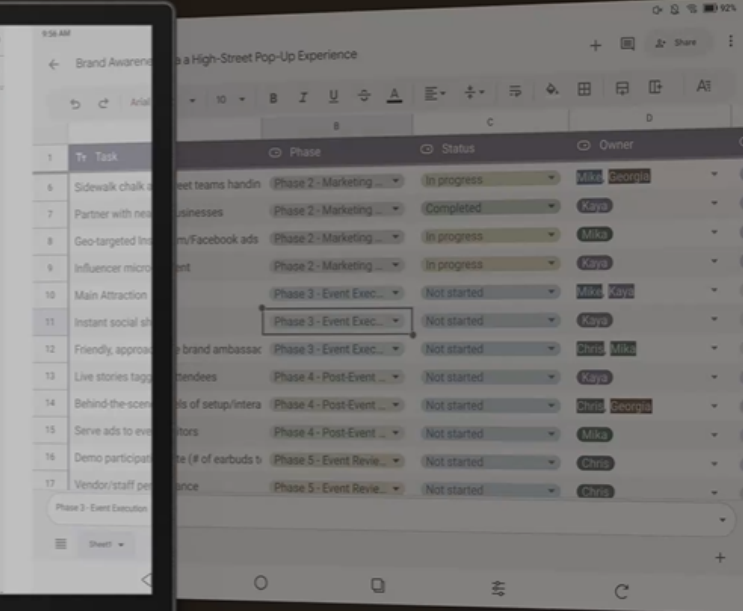 92%
9:56 AM
Brand Awarene a a High-Street Pop-Up Experience
Share
Arial 10 B I U A A
B C D
1 Tr Task Phase Status Owner
6 Sidewalk chalk a eet teams handin Phase 2 - Marketing ... In progress Mike, Georgia
7 Partner with nea usinesses Phase 2 - Marketing ... Completed Kaya
8 Geo-targeted Ins m/Facebook ads Phase 2 - Marketing ... In progress Mika
9 Influencer micro nt Phase 2 - Marketing ... In progress Kaya
10 Main Attraction Phase 3 - Event Exec... Not started Mike, Kaya
11 Instant social sh Phase 3 - Event Exec... Not started Kaya
12 Friendly, approac e brand ambassac Phase 3 - Event Exec... Not started Chris, Mika
13 Live stories tagg ttendees Phase 4 - Post-Event ... Not started Kaya
14 Behind-the-scen ls of setup/intera Phase 4 - Post-Event ... Not started Chris, Georgia
15 Serve ads to eve itors Phase 4 - Post-Event ... Not started Mika
16 Demo participati te (# of earbuds t Phase 5 - Event Revie... Not started Chris
17 Vendor/staff per ance Phase 5 - Event Revie... Not started Chris
Phase 3 - Event Execution
Sheet1